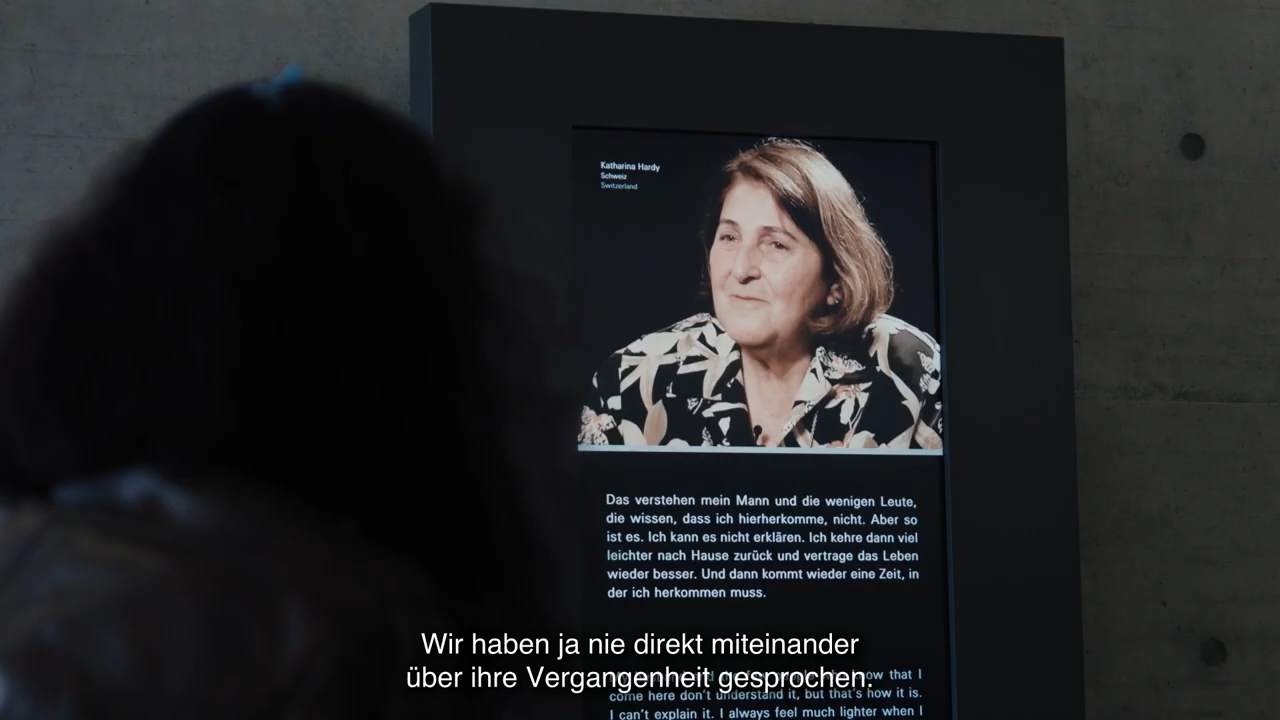 Katharina Hardy
Schweiz
Switzerland
Das verstehen mein Mann und die wenigen Leute,
die wissen, dass ich hierherkomme, nicht. Aber so
ist es. Ich kann es nicht erklären. Ich kehre dann viel
leichter nach Hause zurück und vertrage das Leben
wieder besser. Und dann kommt wieder eine Zeit, in
der ich herkommen muss.
Wir haben ja nie direkt miteinander
über ihre Vergangenheit gesprochen.
know that I
come here don't understand it, but that's how it is.
I can't explain it. I always feel much lighter when I